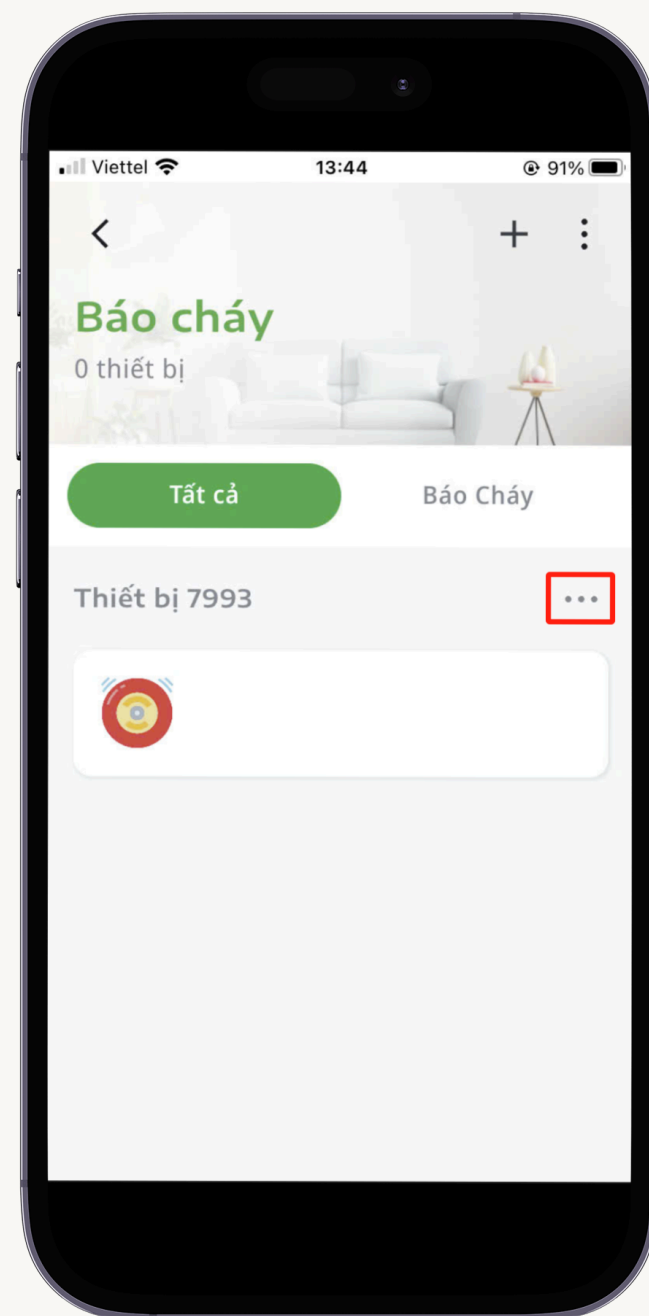 Viettel 13:44 91%
Báo cháy
0 thiết bị
Tất cả Báo Cháy
Thiết bị 7993